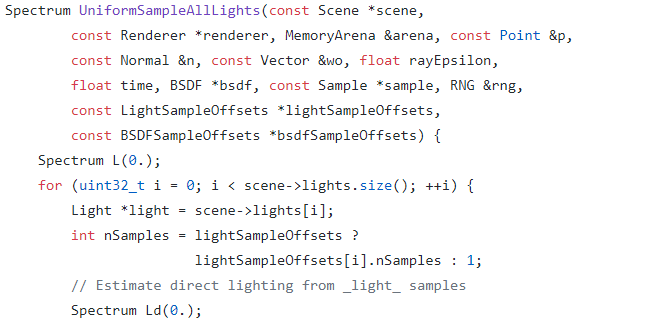 Spectrum UniformSampleAllLights(const Scene *scene,
        const Renderer *renderer, MemoryArena &arena, const Point &p,
        const Normal &n, const Vector &wo, float rayEpsilon,
        float time, BSDF *bsdf, const Sample *sample, RNG &rng,
        const LightSampleOffsets *lightSampleOffsets,
        const BSDFSampleOffsets *bsdfSampleOffsets) {
    Spectrum L(0.);
    for (uint32_t i = 0; i < scene->lights.size(); ++i) {
        Light *light = scene->lights[i];
        int nSamples = lightSampleOffsets ?
                       lightSampleOffsets[i].nSamples : 1;
        // Estimate direct lighting from _light_ samples
        Spectrum Ld(0.);